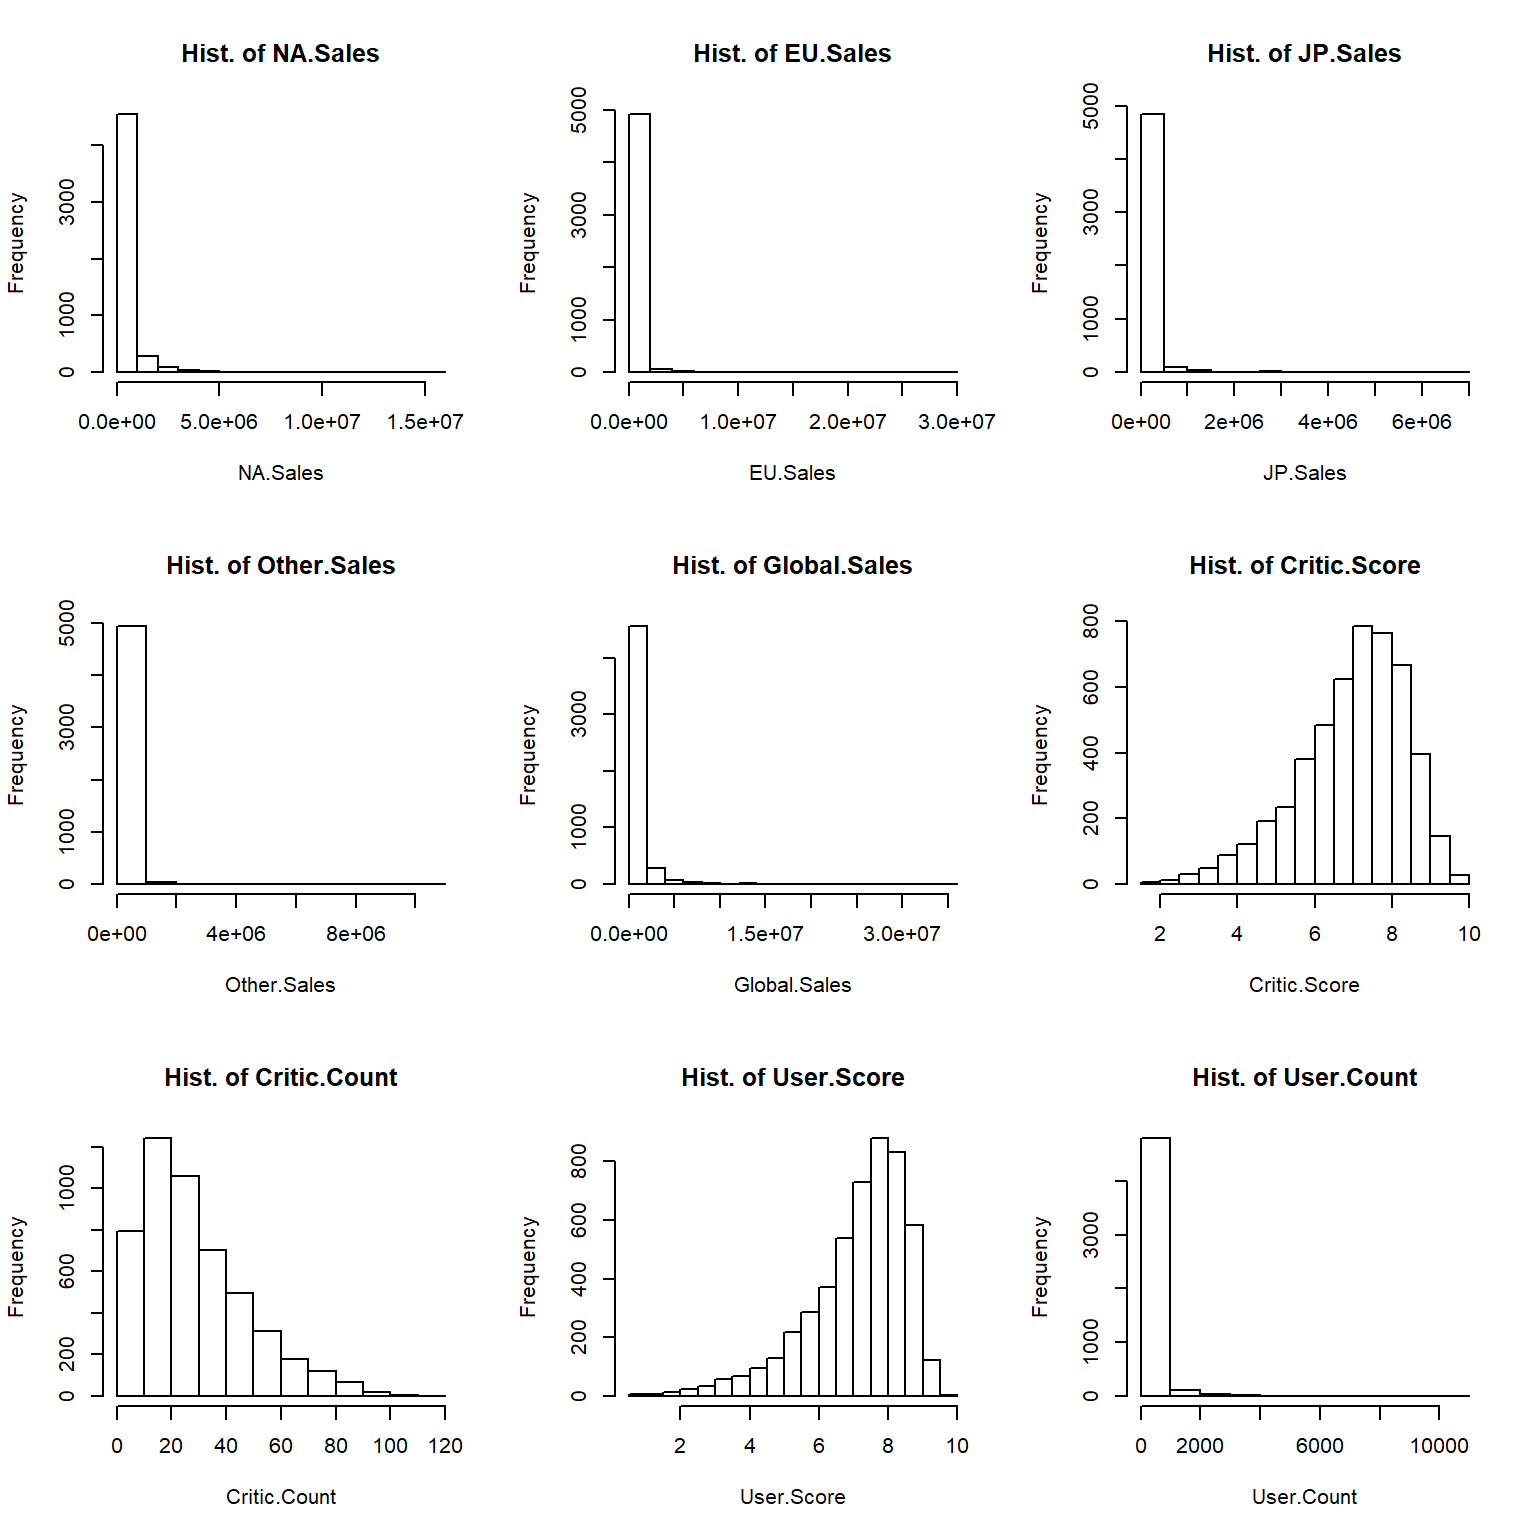 Hist. of NA.Sales
Frequency
0 1000 3000
0.0e+00 5.0e+06 1.0e+07 1.5e+07
NA.Sales
Hist. of EU.Sales
Frequency
0 1000 3000 5000
0.0e+00 1.0e+07 2.0e+07 3.0e+07
EU.Sales
Hist. of JP.Sales
Frequency
0 1000 3000 5000
0e+00 2e+06 4e+06 6e+06
JP.Sales
Hist. of Other.Sales
Frequency
0 1000 3000 5000
0e+00 4e+06 8e+06
Other.Sales
Hist. of Global.Sales
Frequency
0 1000 3000
0.0e+00 1.5e+07 3.0e+07
Global.Sales
Hist. of Critic.Score
Frequency
0 200 400 600 800
2 4 6 8 10
Critic.Score
Hist. of Critic.Count
Frequency
0 200 600 1000
0 20 40 60 80 100 120
Critic.Count
Hist. of User.Score
Frequency
0 200 400 600 800
2 4 6 8 10
User.Score
Hist. of User.Count
Frequency
0 1000 3000
0 2000 6000 10000
User.Count